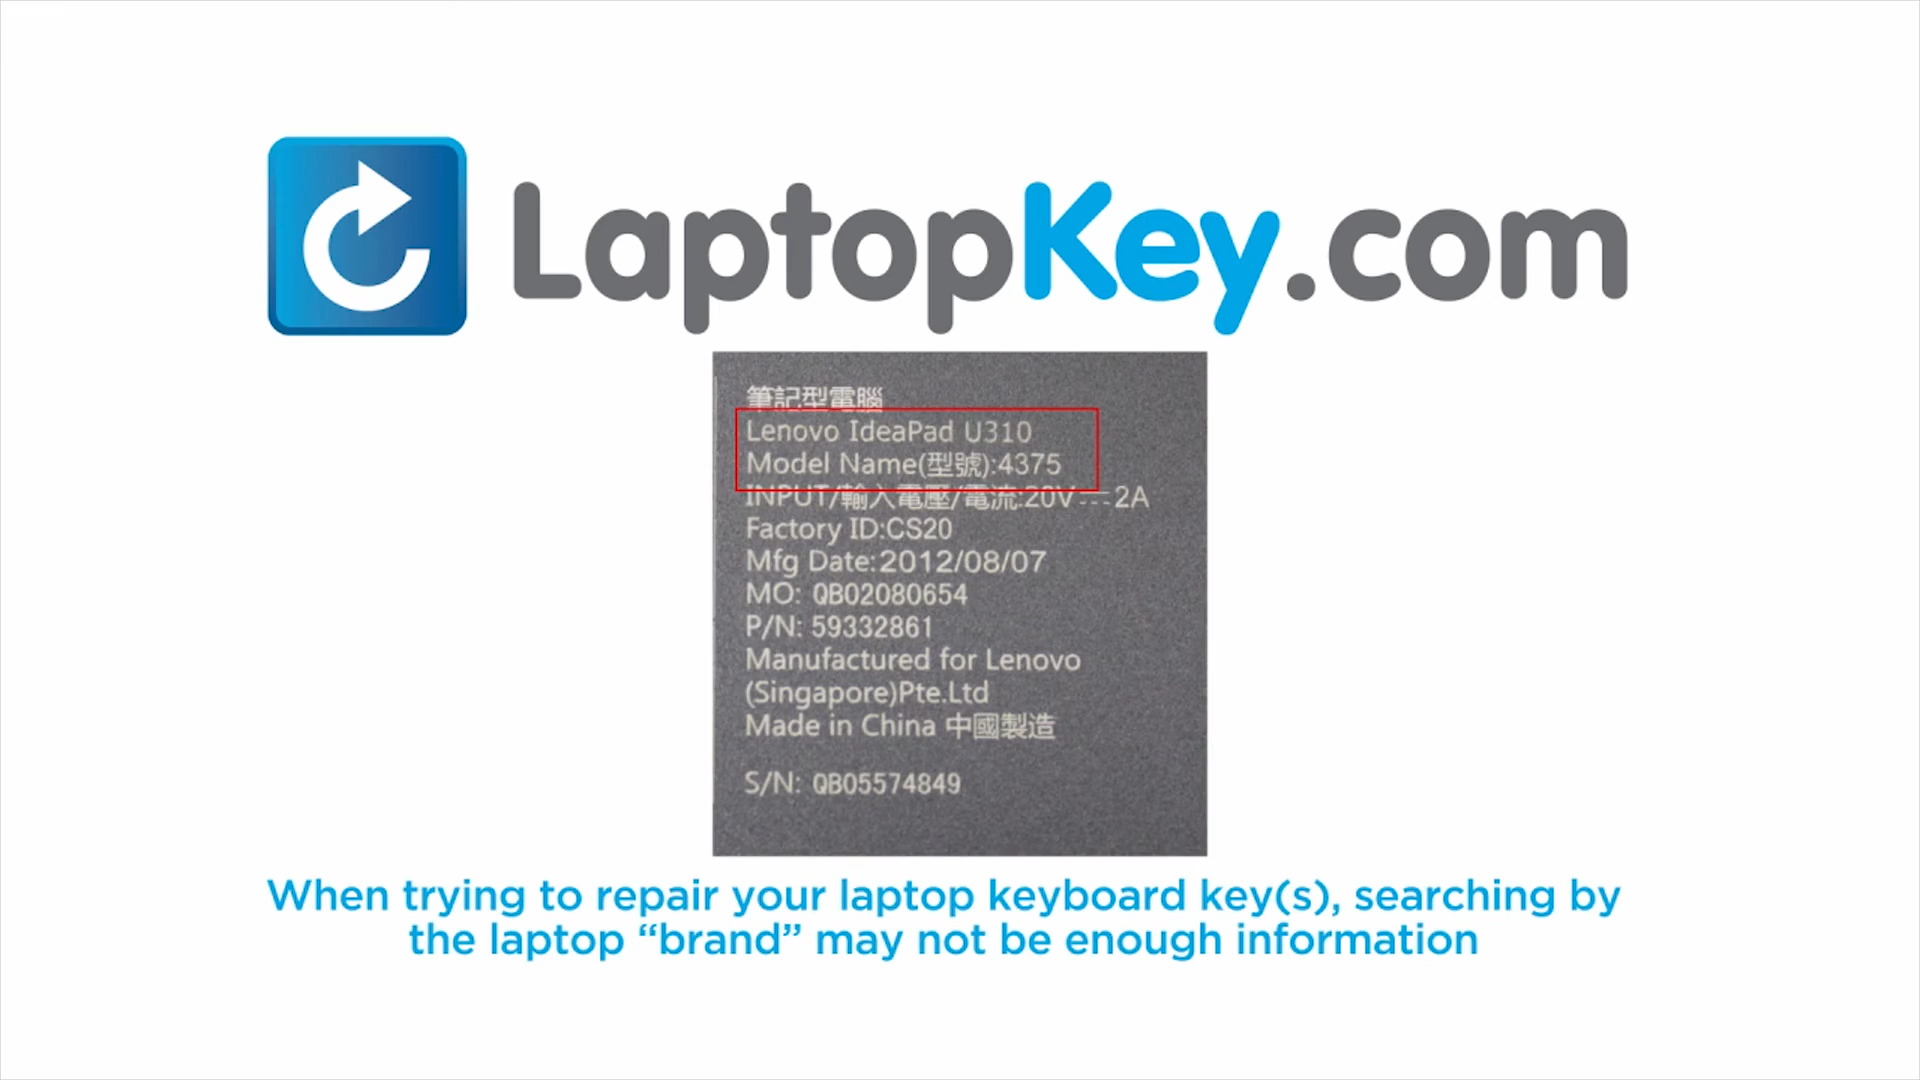 LaptopKey.com
筆記型電腦
Lenovo IdeaPad U310
Model Name(型號):4375
INPUT/輸入電壓/電流:20V⎓2A
Factory ID:CS20
Mfg Date:2012/08/07
MO: QB02080654
P/N: 59332861
Manufactured for Lenovo
(Singapore)Pte.Ltd
Made in China 中國製造
S/N: QB05574849
When trying to repair your laptop keyboard key(s), searching by
the laptop “brand” may not be enough information